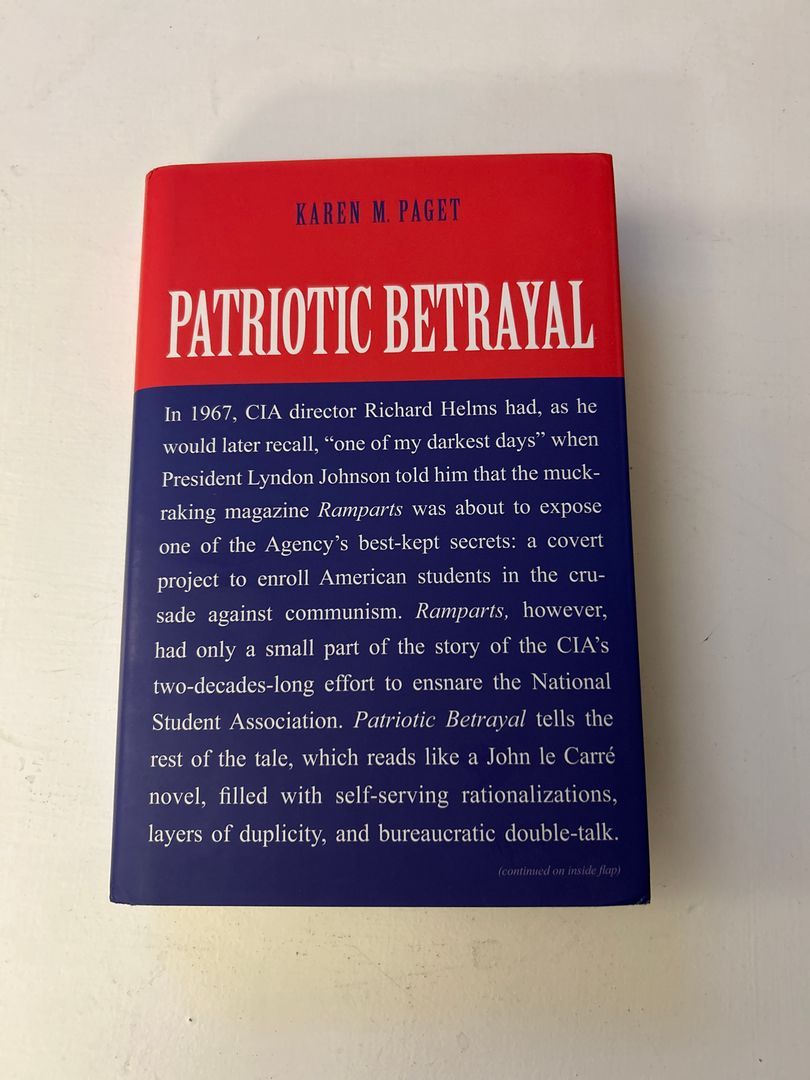 KAREN M. PAGET
PATRIOTIC BETRAYAL
In 1967, CIA director Richard Helms had, as he
would later recall, “one of my darkest days” when
President Lyndon Johnson told him that the muck-
raking magazine Ramparts was about to expose
one of the Agency’s best-kept secrets: a covert
project to enroll American students in the cru-
sade against communism. Ramparts, however,
had only a small part of the story of the CIA’s
two-decades-long effort to ensnare the National
Student Association. Patriotic Betrayal tells the
rest of the tale, which reads like a John le Carré
novel, filled with self-serving rationalizations,
layers of duplicity, and bureaucratic double-talk.
(continued on inside flap)